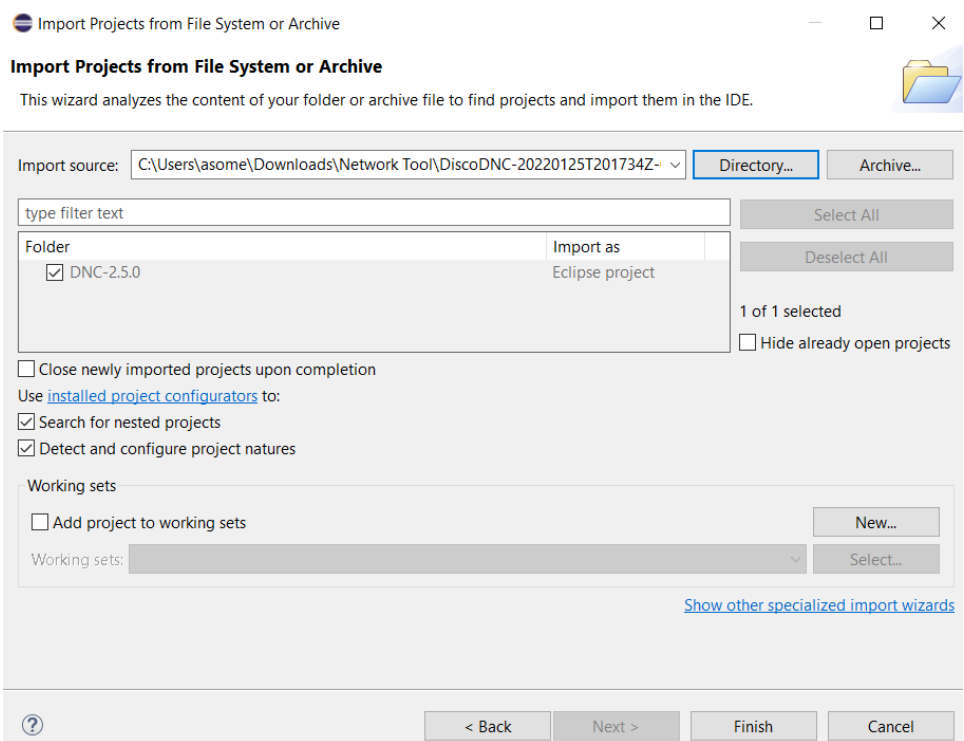 Import Projects from File System or Archive
Import Projects from File System or Archive
This wizard analyzes the content of your folder or archive file to find projects and import them in the IDE.
Import source: C:\Users\asome\Downloads\Network Tool\DiscoDNC-20220125T201734Z- Directory... Archive...
type filter text Select All
Folder Import as
Deselect All
DNC-2.5.0 Eclipse project
1 of 1 selected
Hide already open projects
Close newly imported projects upon completion
Use installed project configurators to:
Search for nested projects
Detect and configure project natures
Working sets
Add project to working sets New...
Working sets: Select...
Show other specialized import wizards
? < Back Next > Finish Cancel